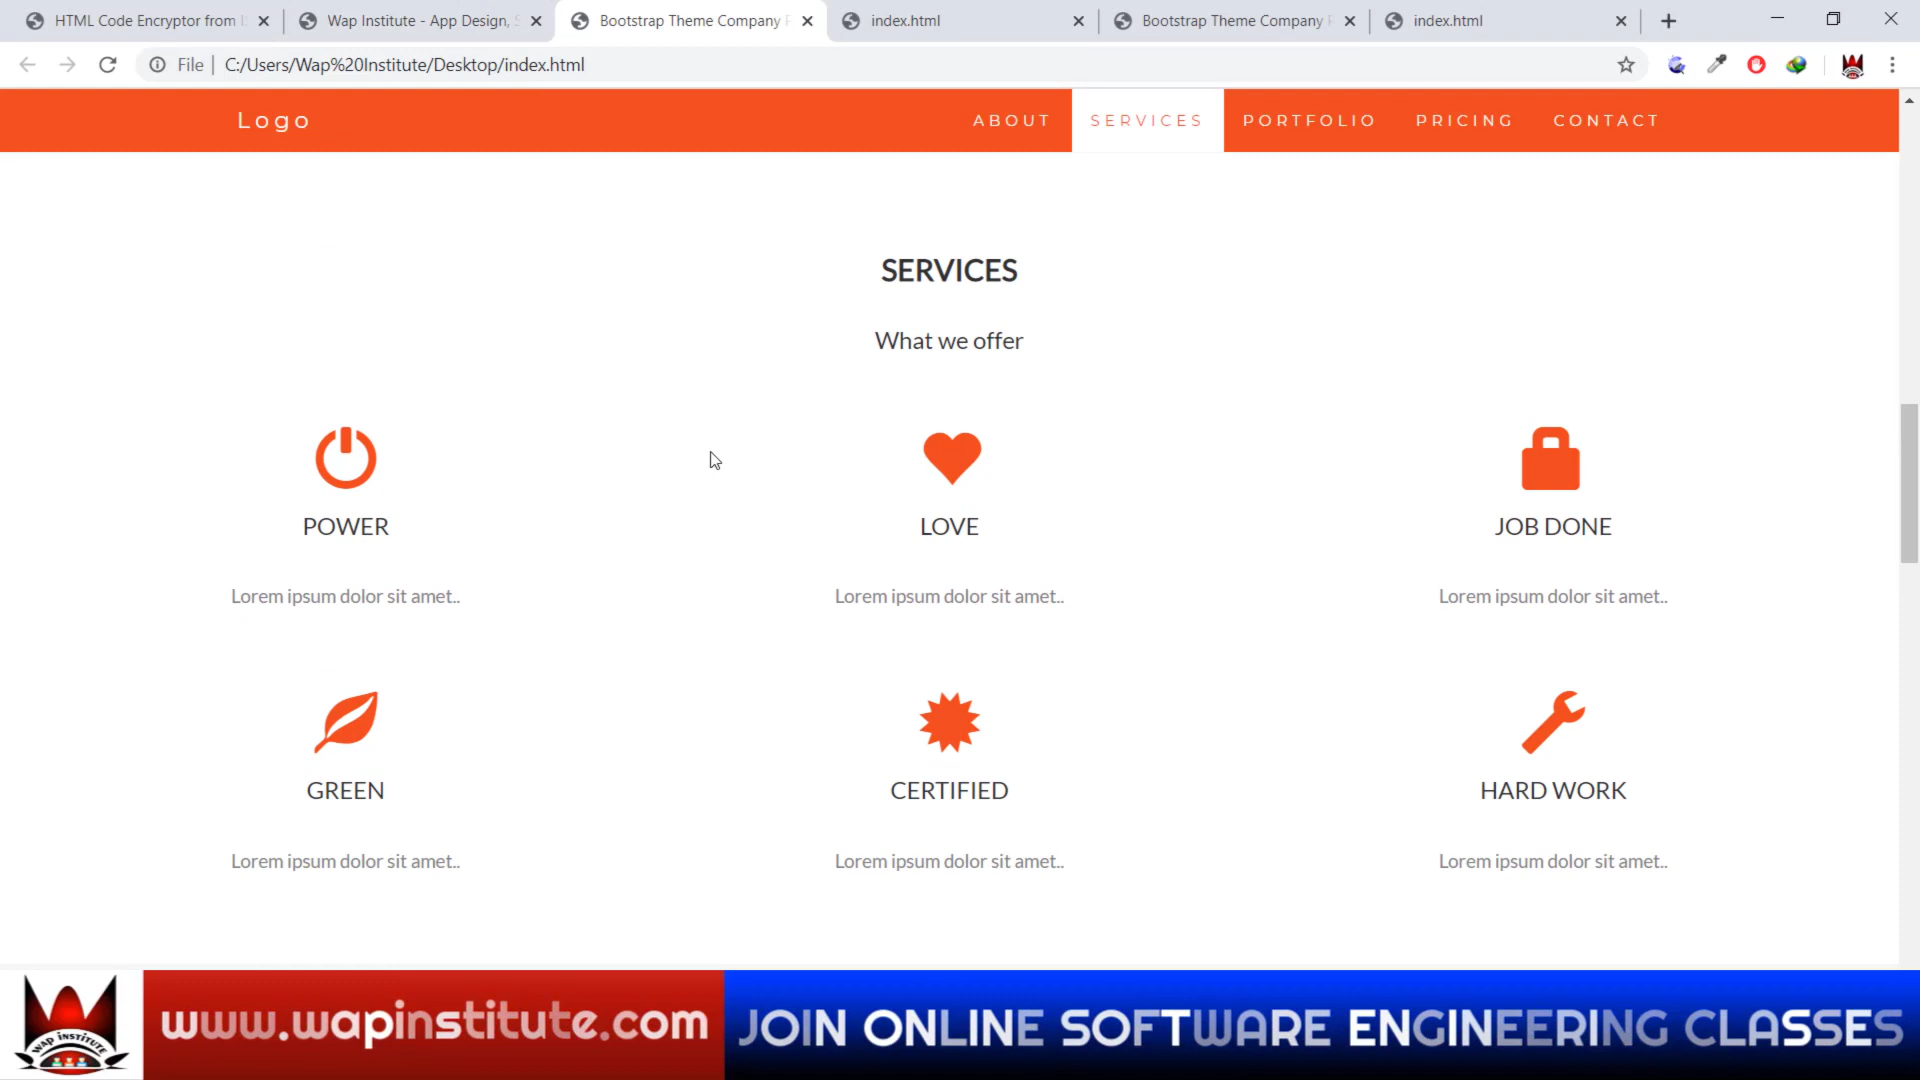 HTML Code Encryptor from
Wap Institute - App Design,
Bootstrap Theme Company
index.html
Bootstrap Theme Company
index.html
File | C:/Users/Wap%20Institute/Desktop/index.html
Logo
ABOUT
SERVICES
PORTFOLIO
PRICING
CONTACT
SERVICES
What we offer
POWER
LOVE
JOB DONE
Lorem ipsum dolor sit amet..
Lorem ipsum dolor sit amet..
Lorem ipsum dolor sit amet..
GREEN
CERTIFIED
HARD WORK
Lorem ipsum dolor sit amet..
Lorem ipsum dolor sit amet..
Lorem ipsum dolor sit amet..
WAP INSTITUTE
www.wapinstitute.com
JOIN ONLINE SOFTWARE ENGINEERING CLASSES